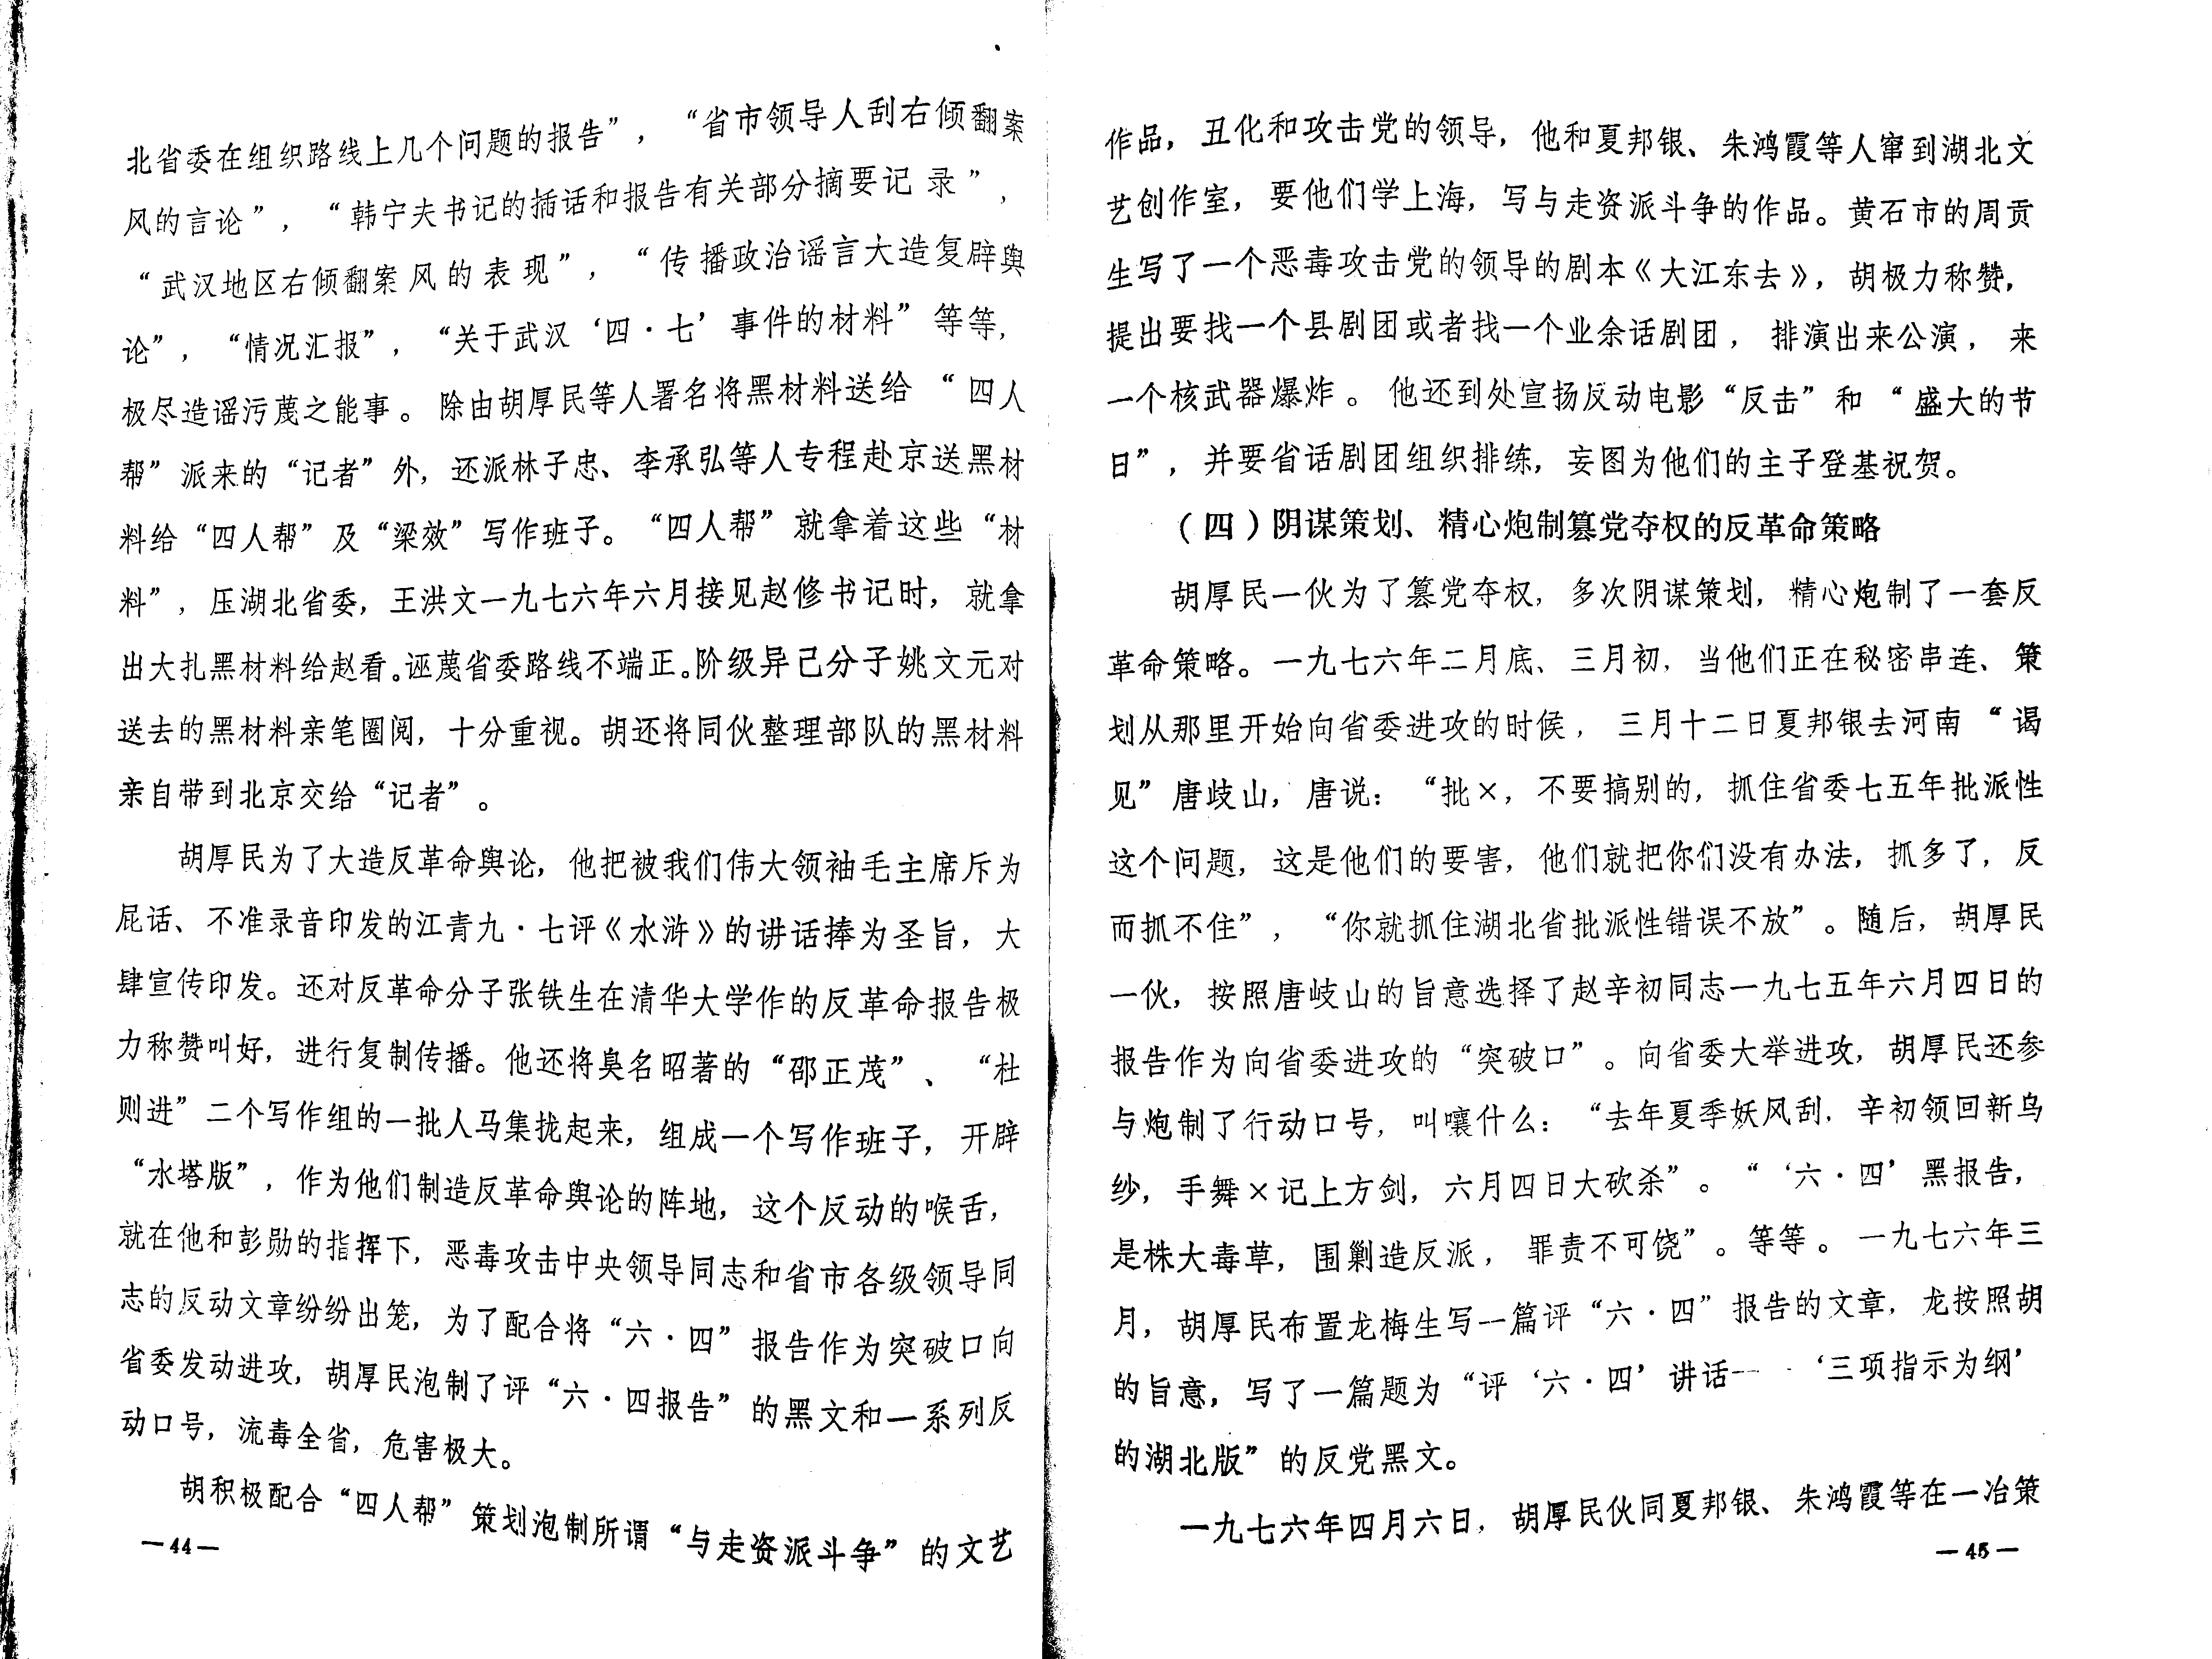 北省委在组织路线上几个问题的报告”，“省市领导人刮右倾翻案
风的言论”，“韩宁夫书记的插话和报告有关部分摘要记录”，
“武汉地区右倾翻案风的表现”，“传播政治谣言大造复辟舆
论”，“情况汇报”，“关于武汉‘四·七’事件的材料”等等，
极尽造谣污蔑之能事。除由胡厚民等人署名将黑材料送给“四人
帮”派来的“记者”外，还派林子忠、李承弘等人专程赴京送黑材
料给“四人帮”及“梁效”写作班子。“四人帮”就拿着这些“材
料”，压湖北省委，王洪文一九七六年六月接见赵修书记时，就拿
出大扎黑材料给赵看。诬蔑省委路线不端正。阶级异己分子姚文元对
送去的黑材料亲笔圈阅，十分重视。胡还将同伙整理部队的黑材料
亲自带到北京交给“记者”。
胡厚民为了大造反革命舆论，他把被我们伟大领袖毛主席斥为
屁话、不准录音印发的江青九·七评《水浒》的讲话捧为圣旨，大
肆宣传印发。还对反革命分子张铁生在清华大学作的反革命报告极
力称赞叫好，进行复制传播。他还将臭名昭著的“邵正茂”、“杜
则进”二个写作组的一批人马集拢起来，组成一个写作班子，开辟
“水塔版”，作为他们制造反革命舆论的阵地，这个反动的喉舌，
就在他和彭勋的指挥下，恶毒攻击中央领导同志和省市各级领导同
志的反动文章纷纷出笼，为了配合将“六·四”报告作为突破口向
省委发动进攻，胡厚民泡制了评“六·四报告”的黑文和一系列反
动口号，流毒全省，危害极大。
胡积极配合“四人帮”策划泡制所谓“与走资派斗争”的文艺
—44—
作品，丑化和攻击党的领导，他和夏邦银、朱鸿霞等人窜到湖北文
艺创作室，要他们学上海，写与走资派斗争的作品。黄石市的周贡
生写了一个恶毒攻击党的领导的剧本《大江东去》，胡极力称赞，
提出要找一个县剧团或者找一个业余话剧团，排演出来公演，来
一个核武器爆炸。他还到处宣扬反动电影“反击”和“盛大的节
日”，并要省话剧团组织排练，妄图为他们的主子登基祝贺。
（四）阴谋策划、精心炮制篡党夺权的反革命策略
胡厚民一伙为了篡党夺权，多次阴谋策划，精心炮制了一套反
革命策略。一九七六年二月底、三月初，当他们正在秘密串连、策
划从那里开始向省委进攻的时候，三月十二日夏邦银去河南“谒
见”唐歧山，唐说：“批×，不要搞别的，抓住省委七五年批派性
这个问题，这是他们的要害，他们就把你们没有办法，抓多了，反
而抓不住”，“你就抓住湖北省批派性错误不放”。随后，胡厚民
一伙，按照唐岐山的旨意选择了赵辛初同志一九七五年六月四日的
报告作为向省委进攻的“突破口”。向省委大举进攻，胡厚民还参
与炮制了行动口号，叫嚷什么：“去年夏季妖风刮，辛初领回新乌
纱，手舞×记上方剑，六月四日大砍杀”。“‘六·四’黑报告，
是株大毒草，围剿造反派，罪责不可饶”。等等。一九七六年三
月，胡厚民布置龙梅生写一篇评“六·四”报告的文章，龙按照胡
的旨意，写了一篇题为“评‘六·四’讲话——‘三项指示为纲’
的湖北版”的反党黑文。
一九七六年四月六日，胡厚民伙同夏邦银、朱鸿霞等在一冶策
—45—